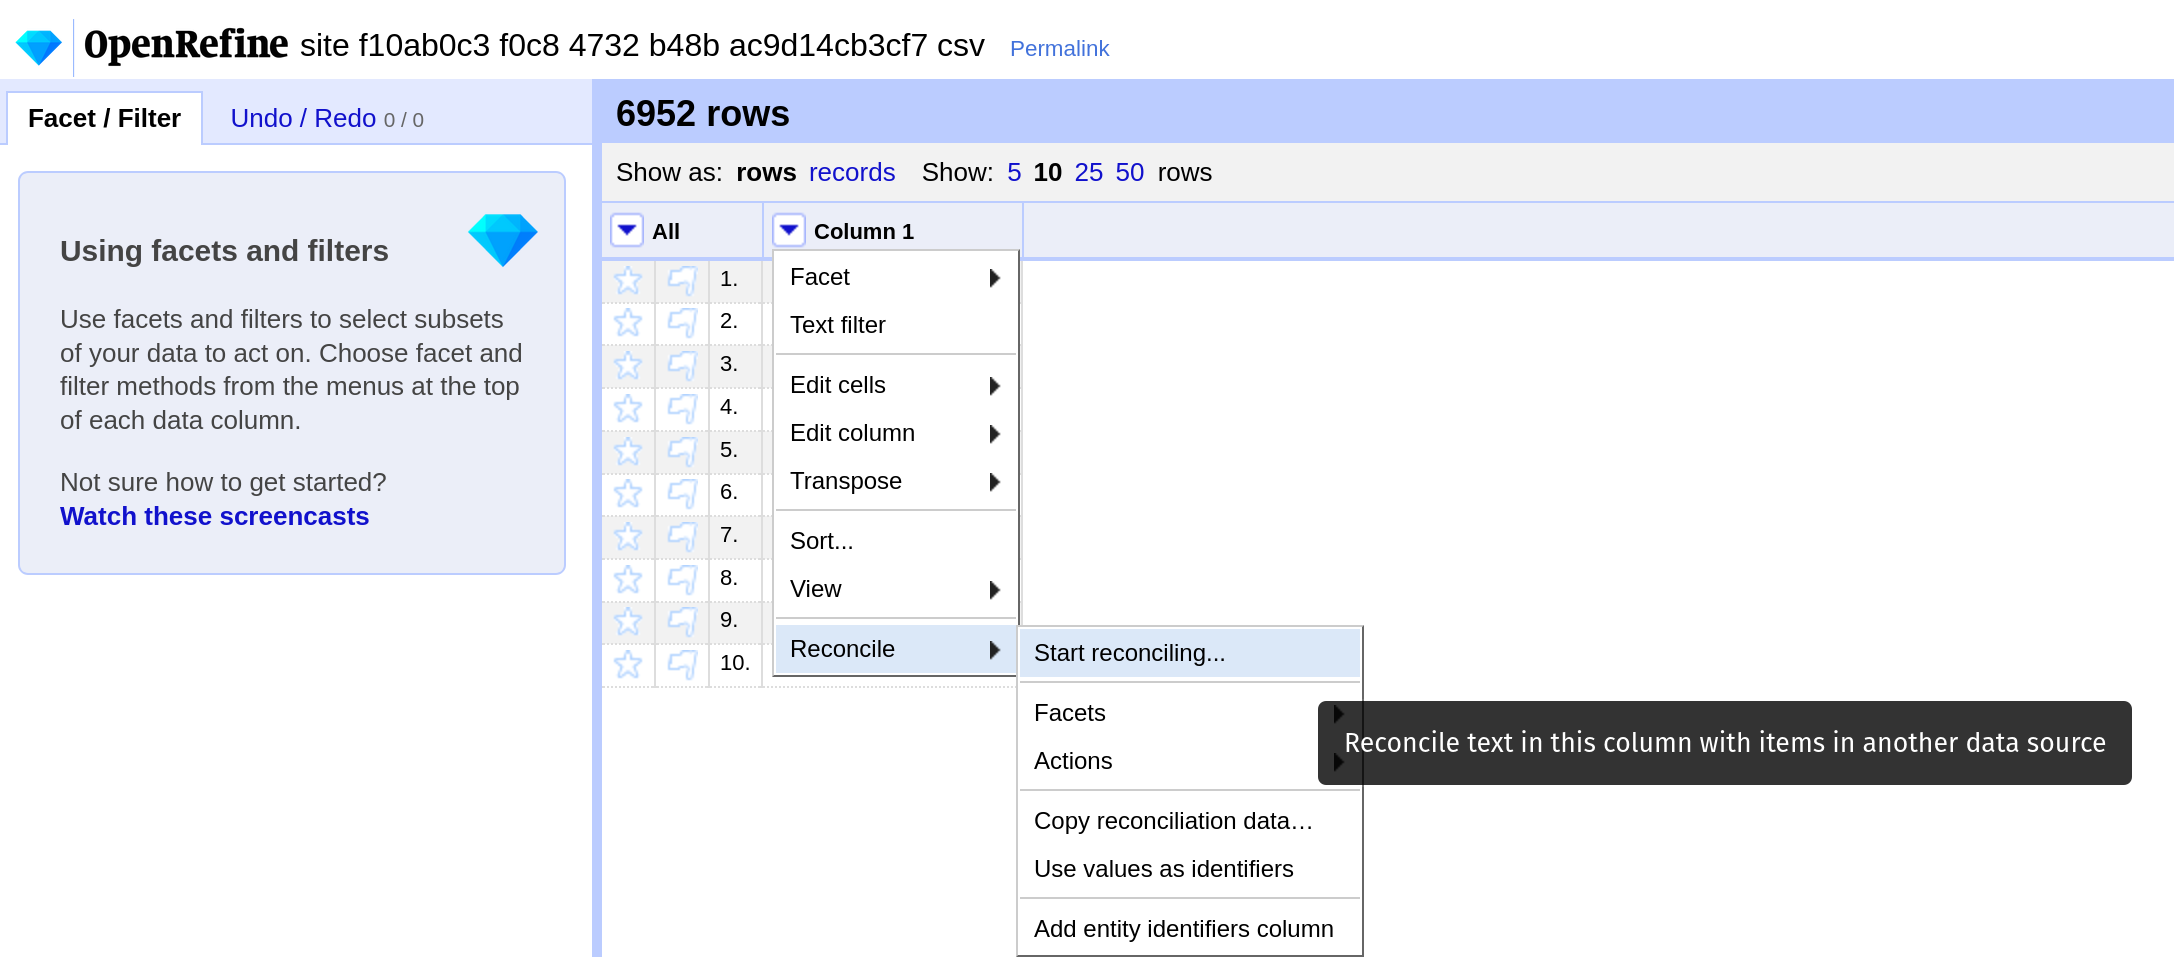 OpenRefine site f10ab0c3 f0c8 4732 b48b ac9d14cb3cf7 csv Permalink
Facet / Filter Undo / Redo 0 / 0
Using facets and filters
Use facets and filters to select subsets
of your data to act on. Choose facet and
filter methods from the menus at the top
of each data column.
Not sure how to get started?
Watch these screencasts
6952 rows
Show as: rows records Show: 5 10 25 50 rows
All Column 1
1.
2.
3.
4.
5.
6.
7.
8.
9.
10.
Facet
Text filter
Edit cells
Edit column
Transpose
Sort...
View
Reconcile
Start reconciling...
Facets
Actions
Copy reconciliation data…
Use values as identifiers
Add entity identifiers column
Reconcile text in this column with items in another data source